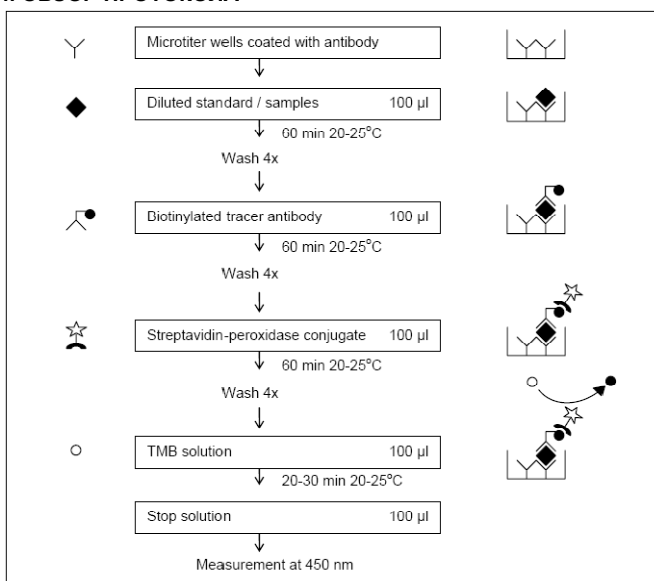 ОБЗОР ПРОТОКОЛА
Microtiter wells coated with antibody
Diluted standard / samples 100 µl
60 min 20-25°C
Wash 4x
Biotinylated tracer antibody 100 µl
60 min 20-25°C
Wash 4x
Streptavidin-peroxidase conjugate 100 µl
60 min 20-25°C
Wash 4x
TMB solution 100 µl
20-30 min 20-25°C
Stop solution 100 µl
Measurement at 450 nm